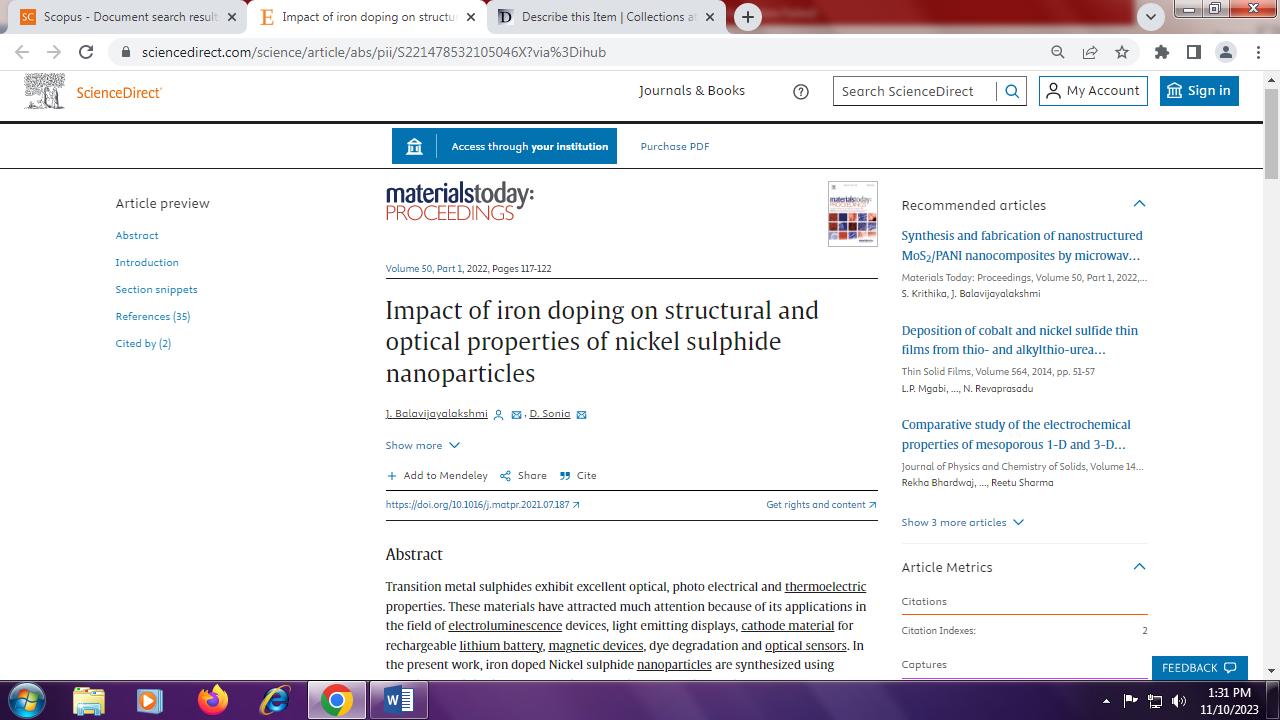 Scopus - Document search result
Impact of iron doping on structur
Describe this Item | Collections at
sciencedirect.com/science/article/abs/pii/S221478532105046X?via%3Dihub
ScienceDirect
Journals & Books
Search ScienceDirect
My Account
Sign in
Access through your institution
Purchase PDF
Article preview
Abstract
Introduction
Section snippets
References (35)
Cited by (2)
materialstoday:
PROCEEDINGS
Volume 50, Part 1, 2022, Pages 117-122
Impact of iron doping on structural and
optical properties of nickel sulphide
nanoparticles
J. Balavijayalakshmi , D. Sonia
Show more
Add to Mendeley Share Cite
https://doi.org/10.1016/j.matpr.2021.07.187
Get rights and content
Abstract
Transition metal sulphides exhibit excellent optical, photo electrical and thermoelectric
properties. These materials have attracted much attention because of its applications in
the field of electroluminescence devices, light emitting displays, cathode material for
rechargeable lithium battery, magnetic devices, dye degradation and optical sensors. In
the present work, iron doped Nickel sulphide nanoparticles are synthesized using
Recommended articles
Synthesis and fabrication of nanostructured
MoS₂/PANI nanocomposites by microwav…
Materials Today: Proceedings, Volume 50, Part 1, 2022,…
S. Krithika, J. Balavijayalakshmi
Deposition of cobalt and nickel sulfide thin
films from thio- and alkylthio-urea…
Thin Solid Films, Volume 564, 2014, pp. 51-57
L.P. Mgabi, …, N. Revaprasadu
Comparative study of the electrochemical
properties of mesoporous 1-D and 3-D…
Journal of Physics and Chemistry of Solids, Volume 14…
Rekha Bhardwaj, …, Reetu Sharma
Show 3 more articles
Article Metrics
Citations
Citation Indexes: 2
Captures
FEEDBACK
1:31 PM
11/10/2023